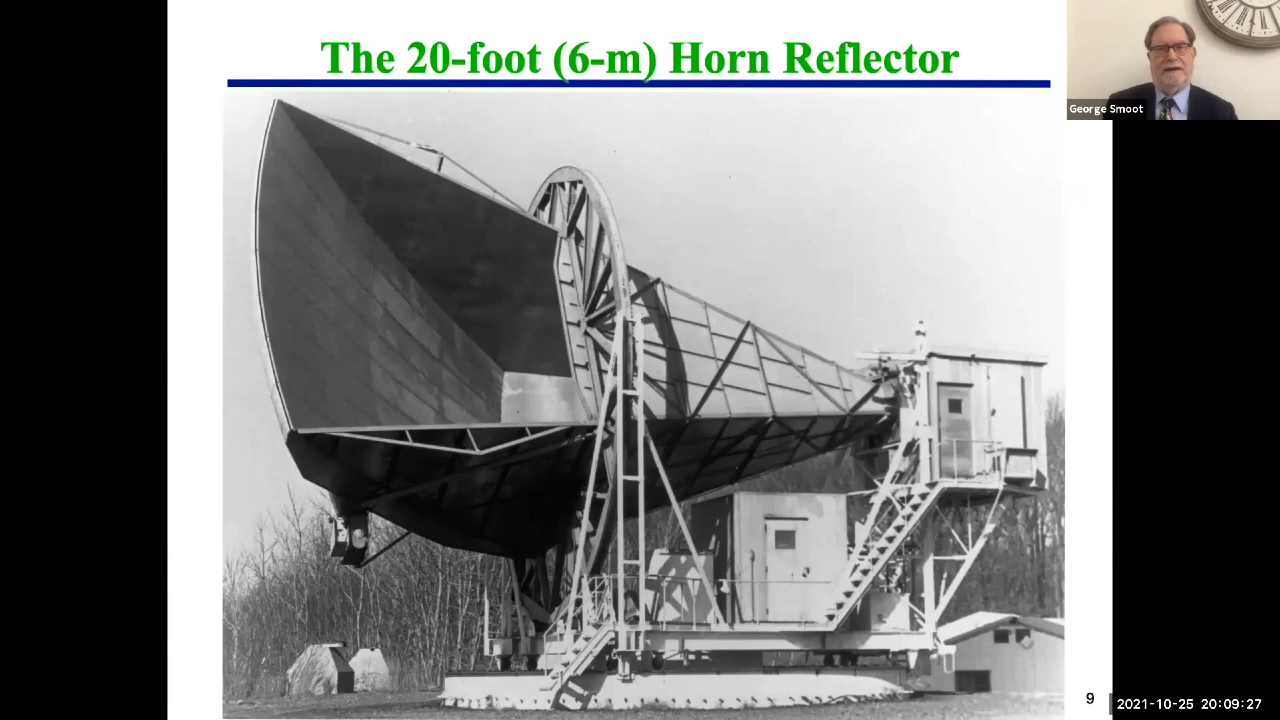 The 20-foot (6-m) Horn Reflector
George Smoot
9
2021-10-25 20:09:27